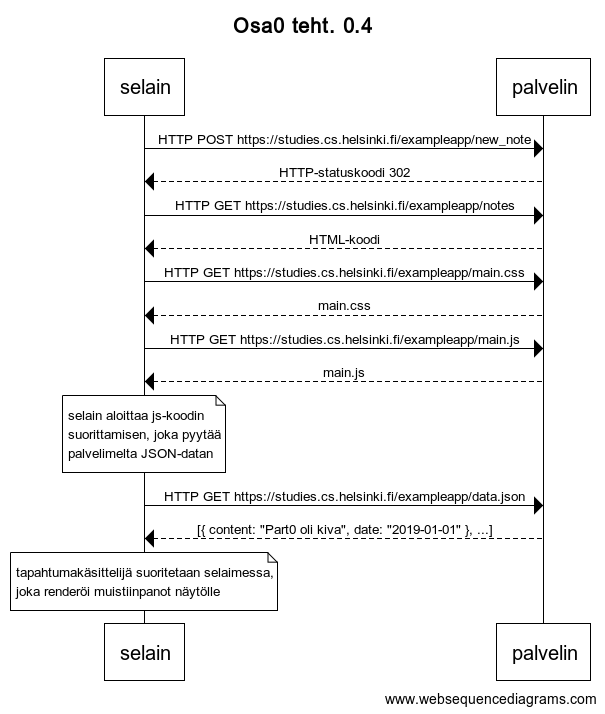 Osa0 teht. 0.4
selain palvelin
HTTP POST https://studies.cs.helsinki.fi/exampleapp/new_note
HTTP-statuskoodi 302
HTTP GET https://studies.cs.helsinki.fi/exampleapp/notes
HTML-koodi
HTTP GET https://studies.cs.helsinki.fi/exampleapp/main.css
main.css
HTTP GET https://studies.cs.helsinki.fi/exampleapp/main.js
main.js
selain aloittaa js-koodin
suorittamisen, joka pyytää
palvelimelta JSON-datan
HTTP GET https://studies.cs.helsinki.fi/exampleapp/data.json
[{ content: "Part0 oli kiva", date: "2019-01-01" }, ...]
tapahtumakäsittelijä suoritetaan selaimessa,
joka renderöi muistiinpanot näytölle
selain palvelin
www.websequencediagrams.com